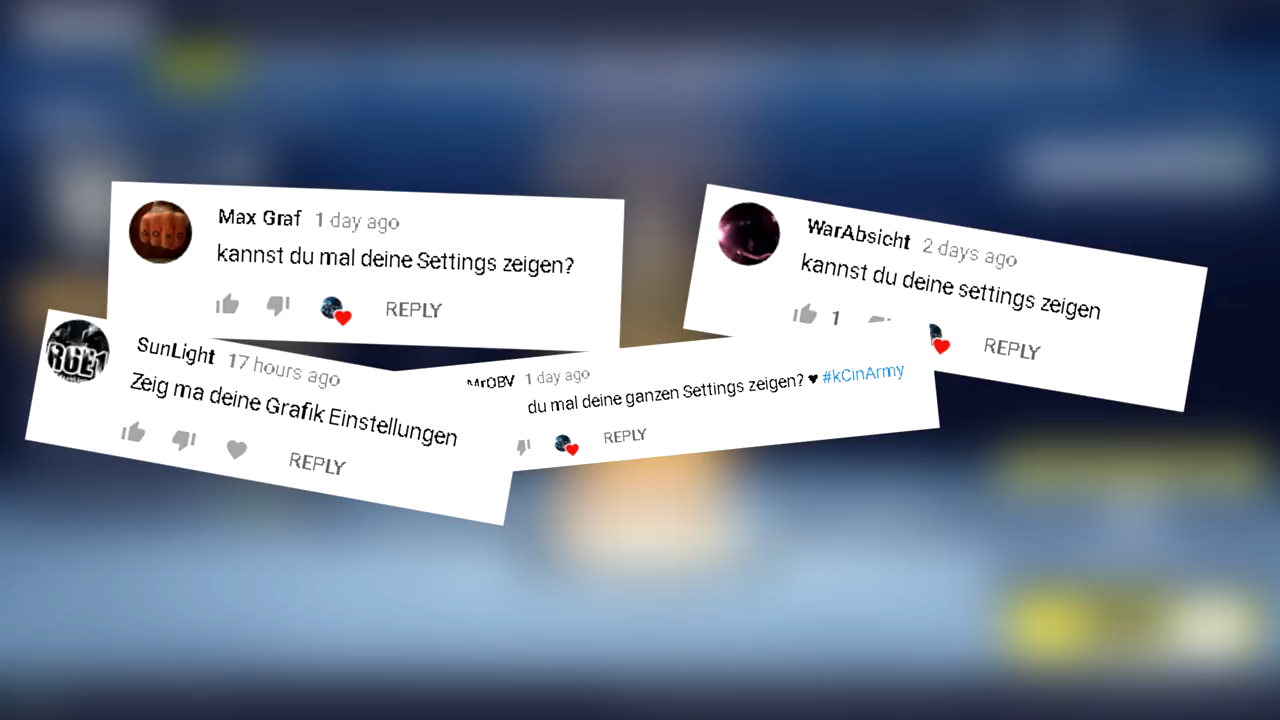 Max Graf 1 day ago
kannst du mal deine Settings zeigen?
REPLY
WarAbsicht 2 days ago
kannst du deine settings zeigen
1 REPLY
SunLight 17 hours ago
Zeig ma deine Grafik Einstellungen
REPLY
MrOBV 1 day ago
du mal deine ganzen Settings zeigen? ♥ #kCinArmy
REPLY